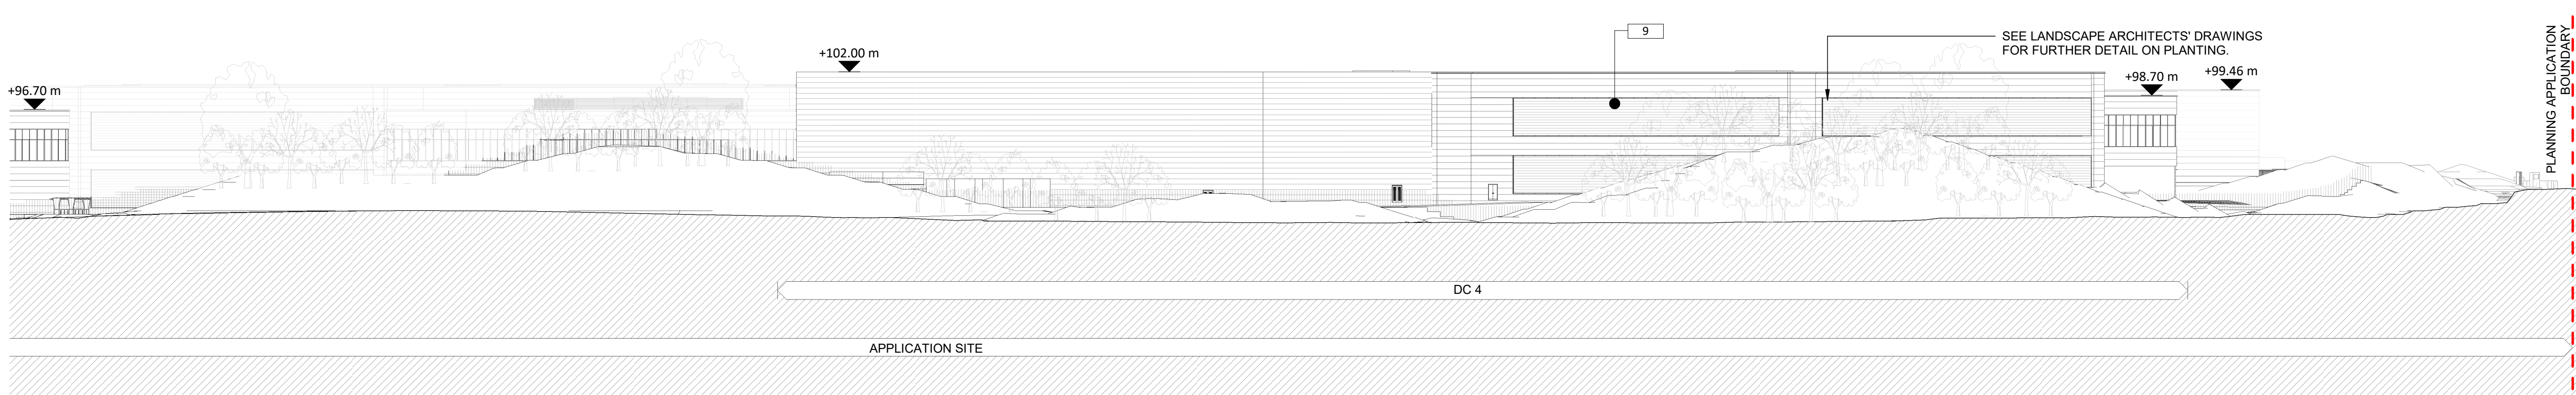 9
SEE LANDSCAPE ARCHITECTS' DRAWINGS
FOR FURTHER DETAIL ON PLANTING.
PLANNING APPLICATION
BOUNDARY
+102.00 m
+96.70 m
+98.70 m
+99.46 m
DC 4
APPLICATION SITE